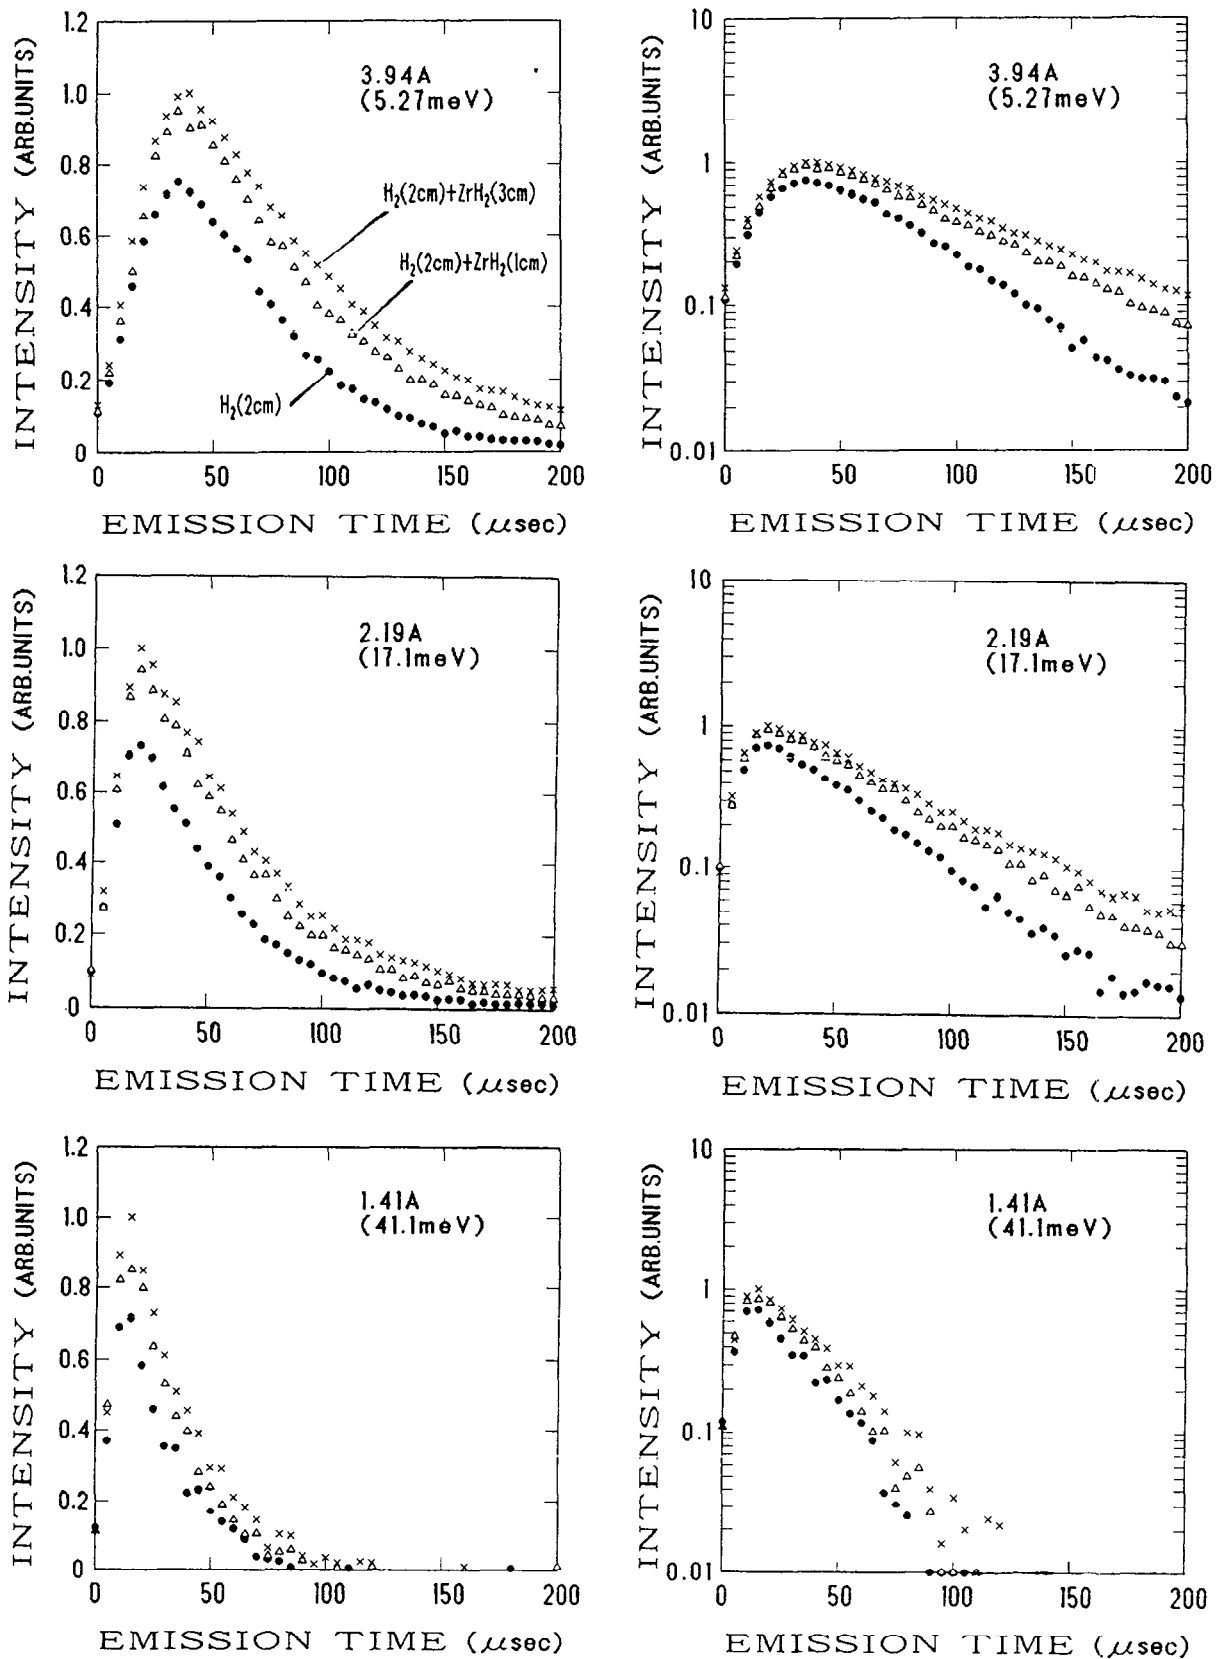 1.2
1.0
0.8
0.6
0.4
0.2
0
INTENSITY (ARB.UNITS)
3.94A
(5.27meV)
H₂(2cm)+ZrH₂(3cm)
H₂(2cm)+ZrH₂(1cm)
H₂(2cm)
0 50 100 150 200
EMISSION TIME (μsec)
10
1
0.1
0.01
INTENSITY (ARB.UNITS)
3.94A
(5.27meV)
0 50 100 150 200
EMISSION TIME (μsec)
1.2
1.0
0.8
0.6
0.4
0.2
.0
INTENSITY (ARB.UNITS)
2.19A
(17.1meV)
0 50 100 150 200
EMISSION TIME (μsec)
10
1
0.1
0.01
INTENSITY (ARB.UNITS)
2.19A
(17.1meV)
0 50 100 150 200
EMISSION TIME (μsec)
1.2
1.0
0.8
0.6
0.4
0.2
0
INTENSITY (ARB.UNITS)
1.41A
(41.1meV)
0 50 100 150 200
EMISSION TIME (μsec)
10
1
0.1
0.01
INTENSITY (ARB.UNITS)
1.41A
(41.1meV)
0 50 100 150 200
EMISSION TIME (μsec)